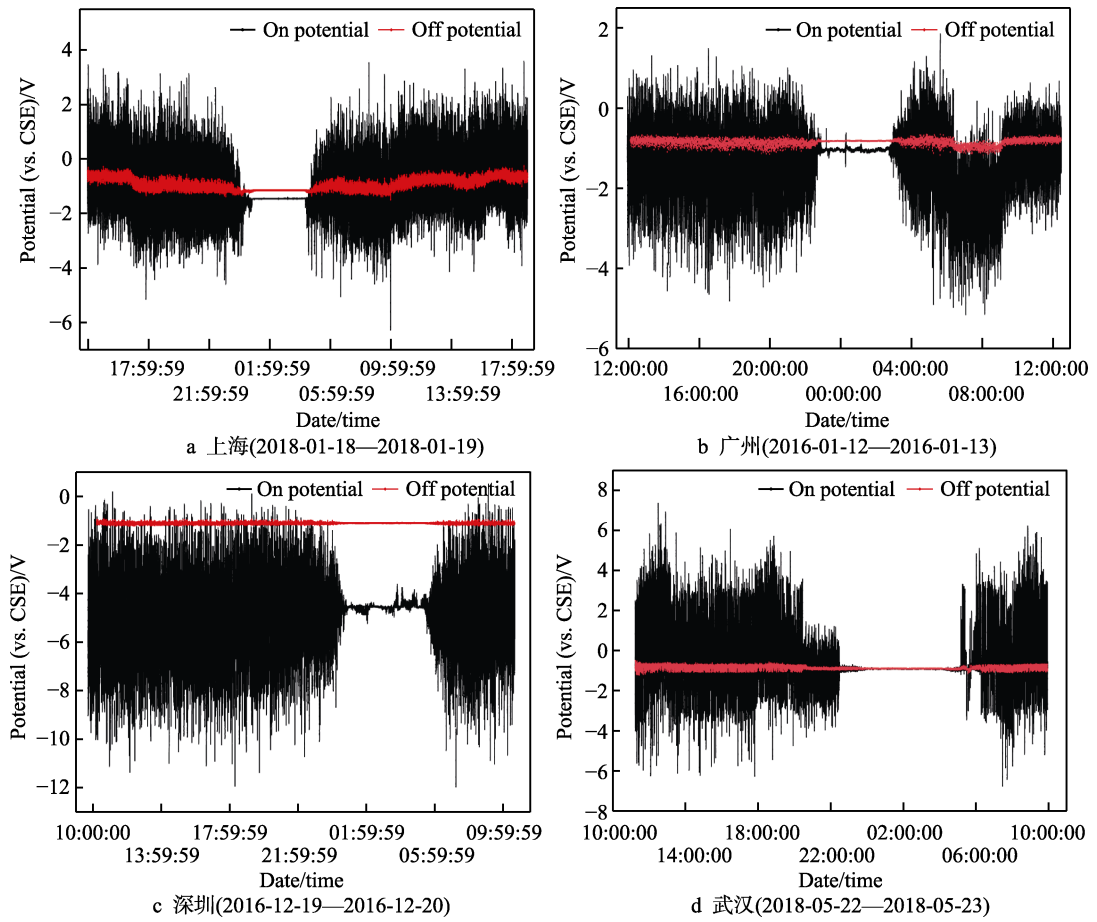 On potential Off potential
Potential (vs. CSE)/V
4
2
0
−2
−4
−6
17:59:59 01:59:59 09:59:59 17:59:59
21:59:59 05:59:59 13:59:59
Date/time
a 上海(2018-01-18—2018-01-19)
On potential Off potential
Potential (vs. CSE)/V
2
0
−2
−4
−6
12:00:00 20:00:00 04:00:00 12:00:00
16:00:00 00:00:00 08:00:00
Date/time
b 广州(2016-01-12—2016-01-13)
On potential Off potential
Potential (vs. CSE)/V
0
−2
−4
−6
−8
−10
−12
10:00:00 17:59:59 01:59:59 09:59:59
13:59:59 21:59:59 05:59:59
Date/time
c 深圳(2016-12-19—2016-12-20)
On potential Off potential
Potential (vs. CSE)/V
8
6
4
2
0
−2
−4
−6
−8
10:00:00 18:00:00 02:00:00 10:00:00
14:00:00 22:00:00 06:00:00
Date/time
d 武汉(2018-05-22—2018-05-23)